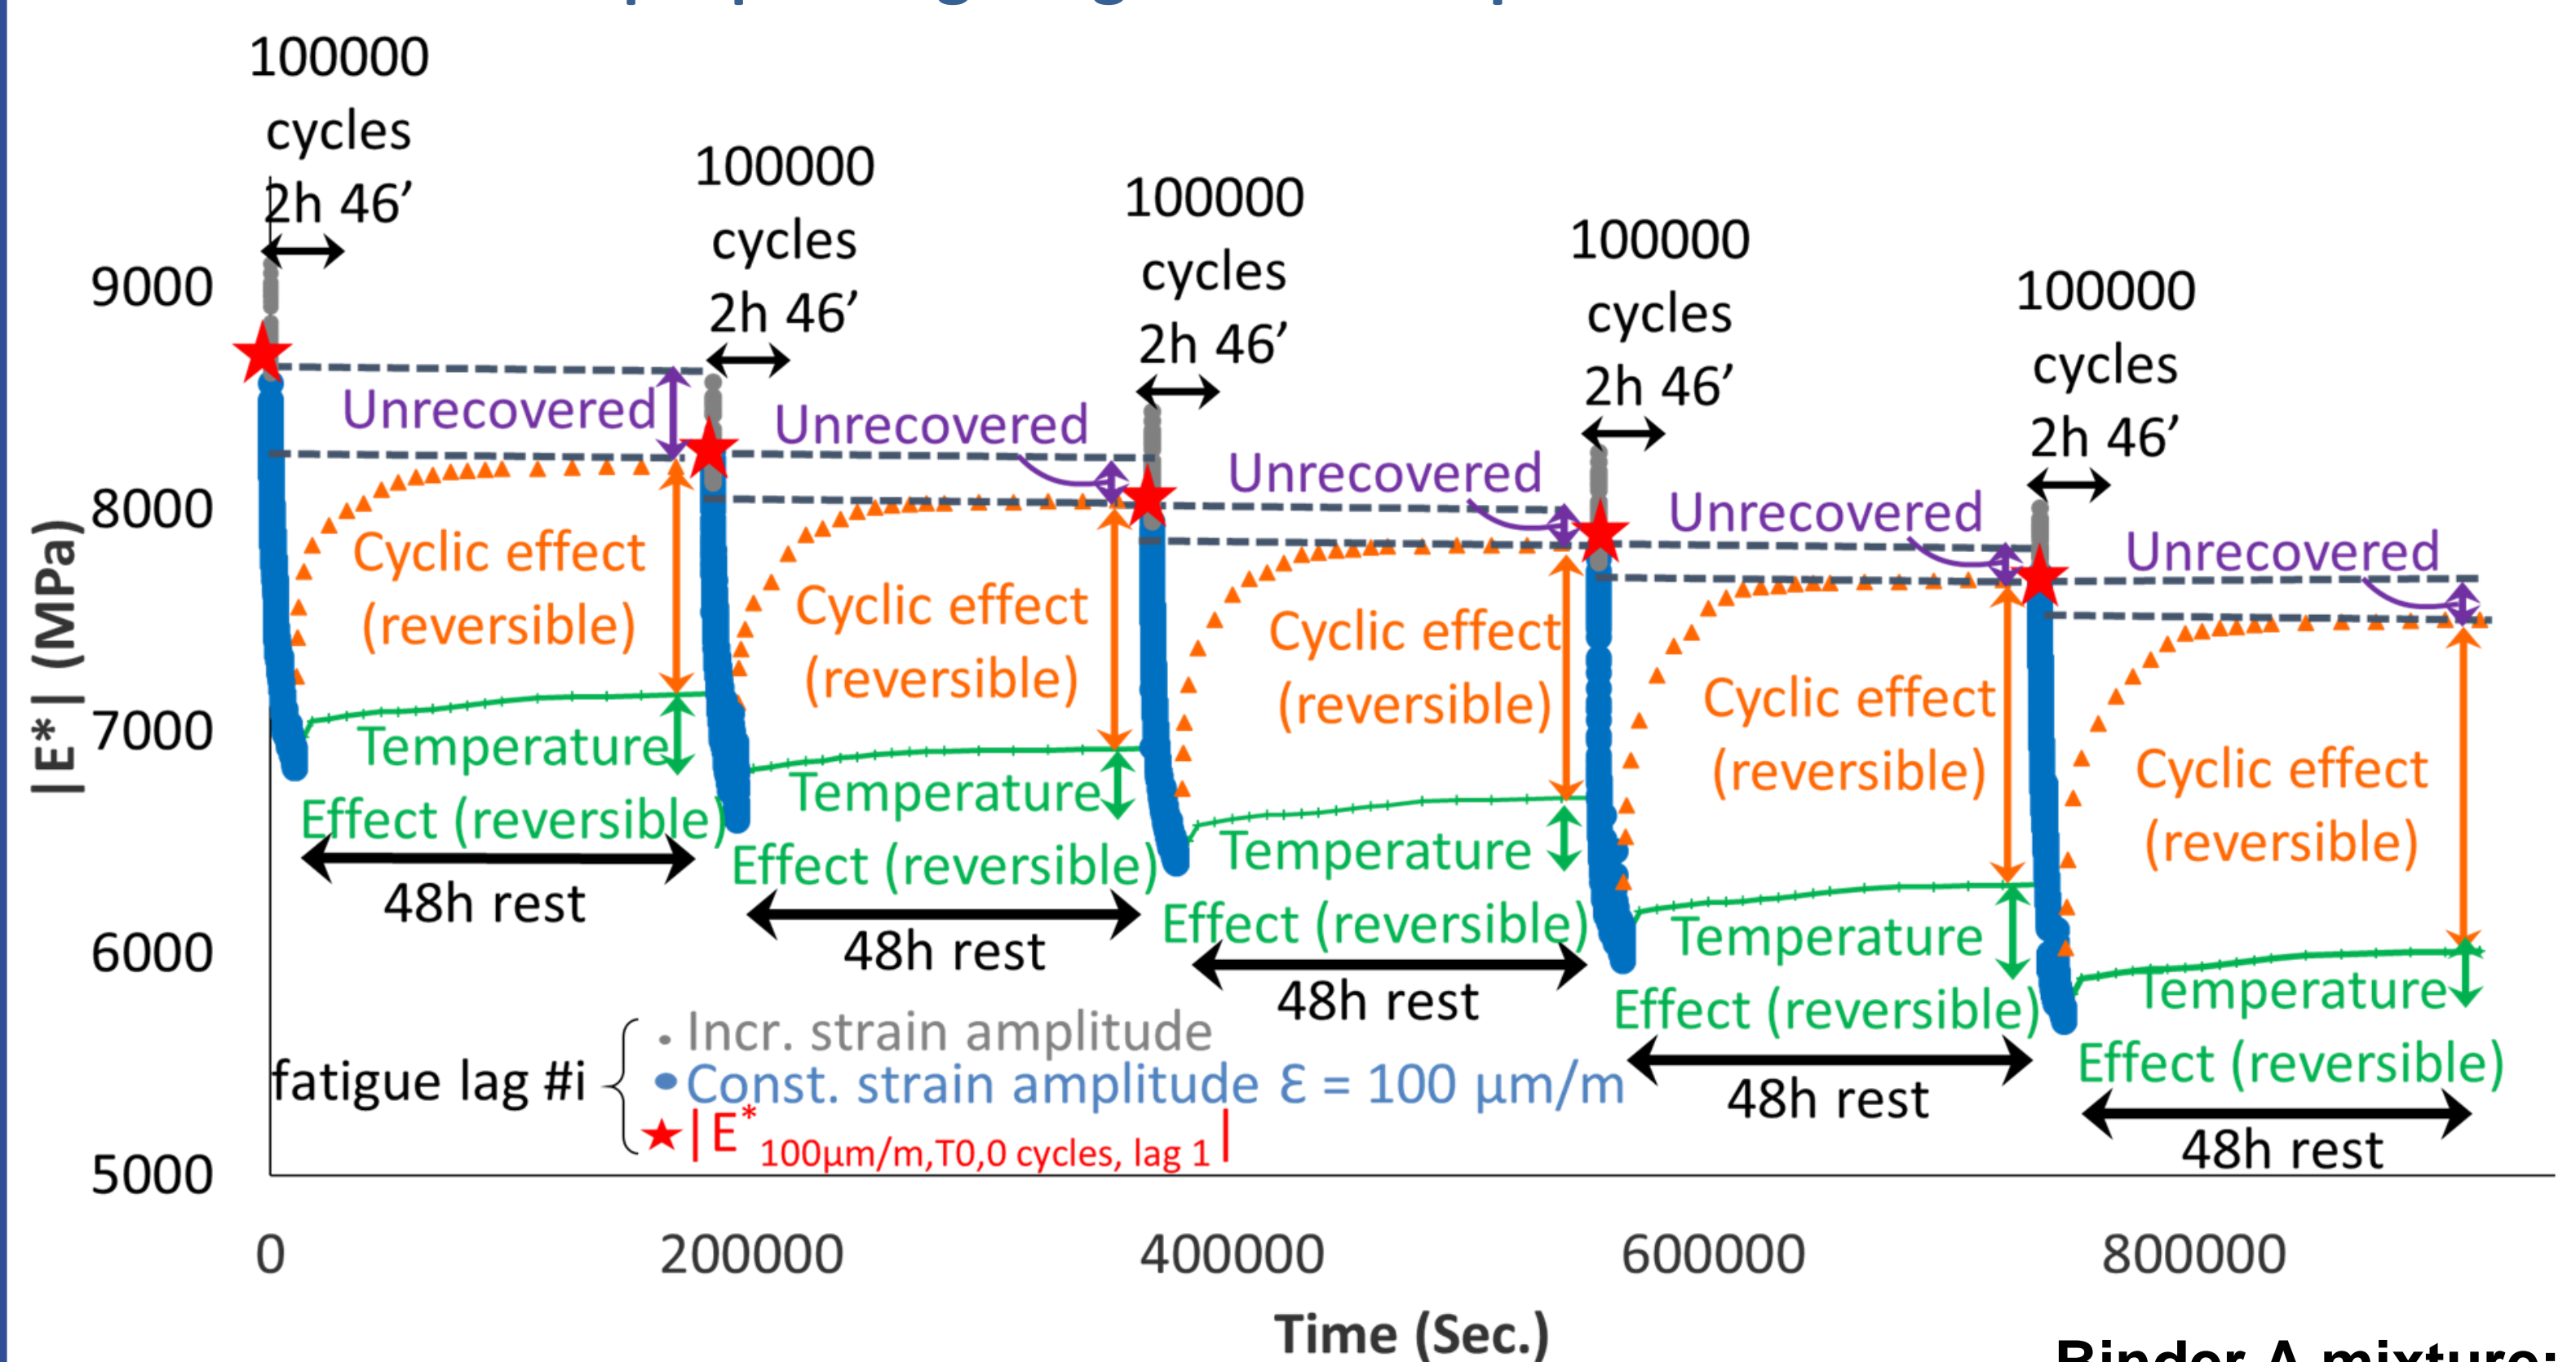 100000
cycles
2h 46’
100000
cycles
2h 46’
100000
cycles
2h 46’
100000
cycles
2h 46’
100000
cycles
2h 46’
|E*| (MPa)
9000
8000
7000
6000
5000
Unrecovered
Unrecovered
Unrecovered
Unrecovered
Unrecovered
Cyclic effect
(reversible)
Cyclic effect
(reversible)
Cyclic effect
(reversible)
Cyclic effect
(reversible)
Cyclic effect
(reversible)
Temperature
Effect (reversible)
Temperature
Effect (reversible)
Temperature
Effect (reversible)
Temperature
Effect (reversible)
Temperature
Effect (reversible)
48h rest
48h rest
48h rest
48h rest
48h rest
fatigue lag #i
Incr. strain amplitude
Const. strain amplitude Ɛ = 100 µm/m
|E*100µm/m,T0,0 cycles, lag 1|
0
200000
400000
600000
800000
Time (Sec.)
Binder A mixture: